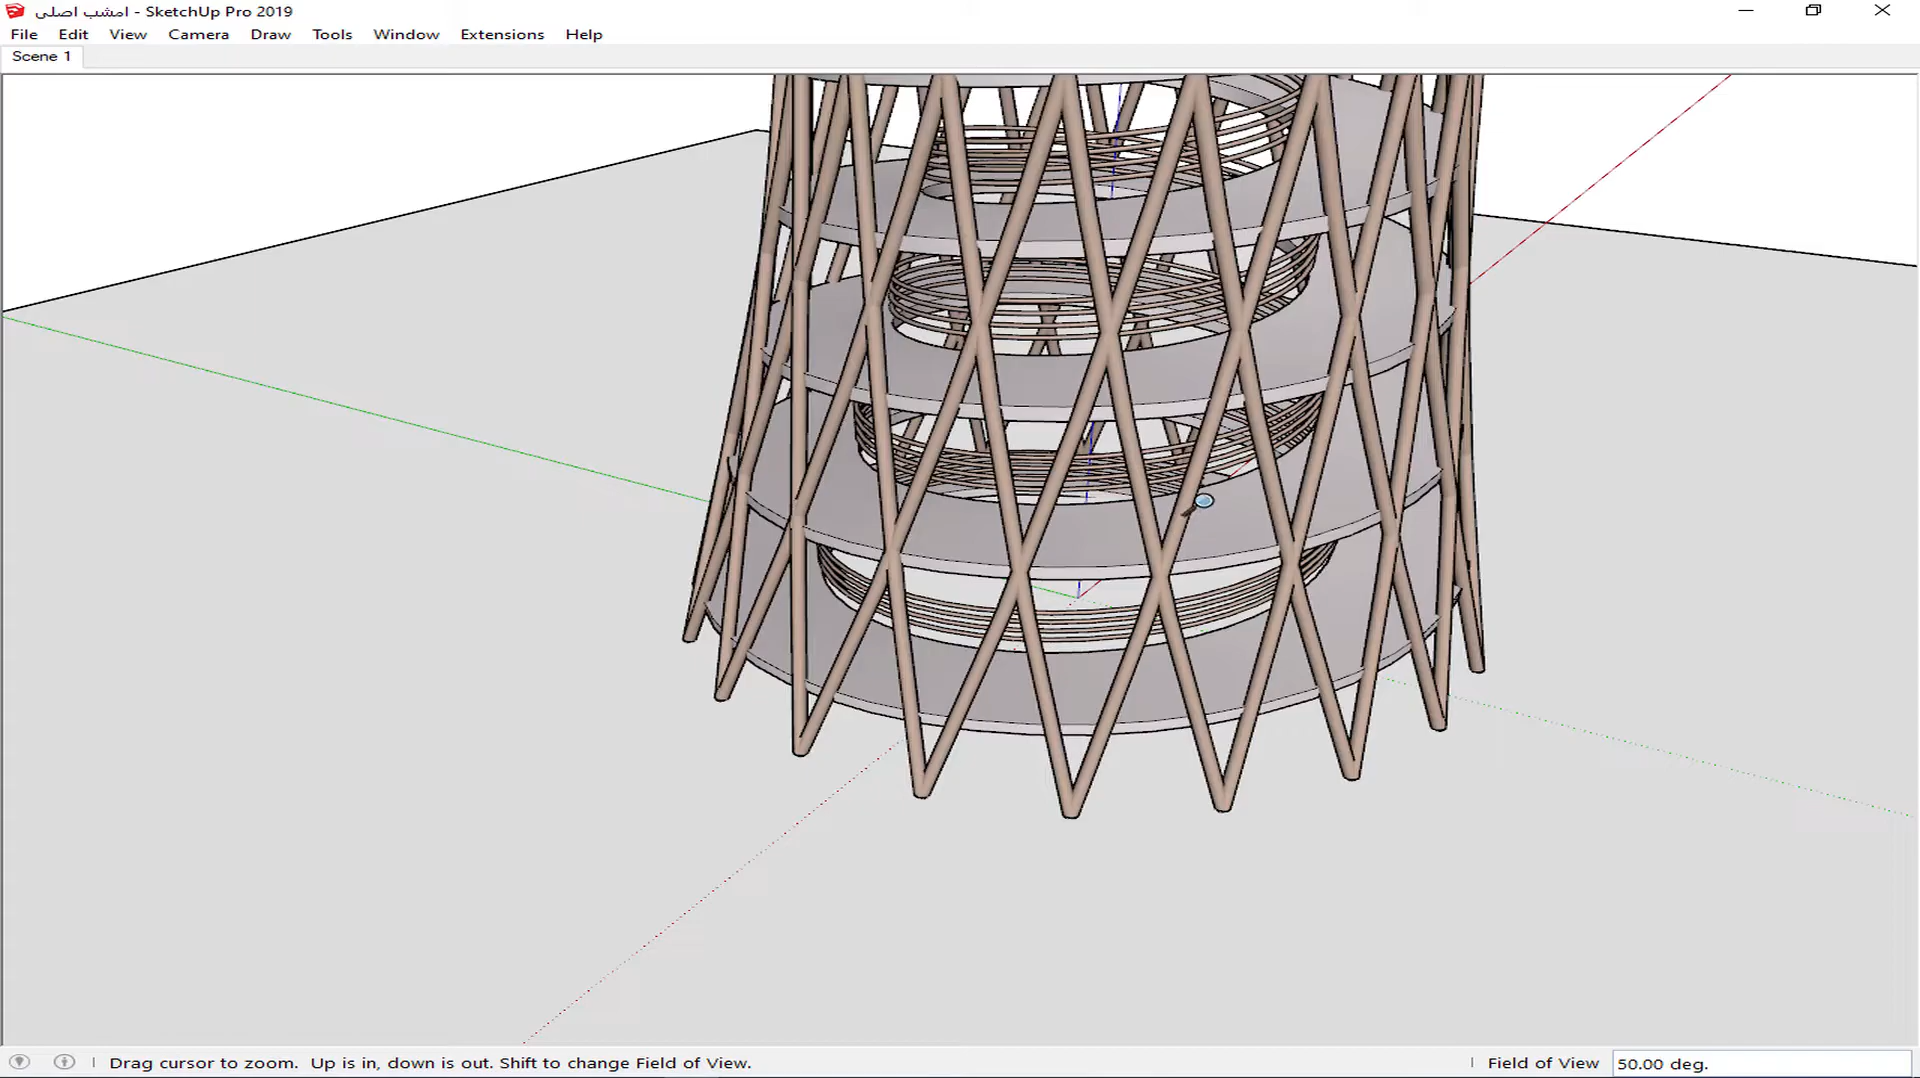 امشب اصلی - SketchUp Pro 2019
File Edit View Camera Draw Tools Window Extensions Help
Scene 1
Drag cursor to zoom. Up is in, down is out. Shift to change Field of View. Field of View 50.00 deg.